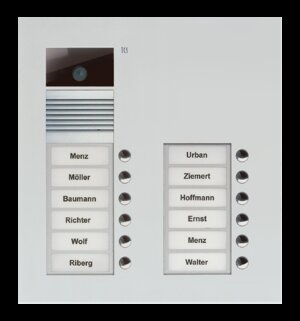 Menz
Möller
Baumann
Richter
Wolf
Riberg
Urban
Ziemert
Hoffmann
Ernst
Menz
Walter